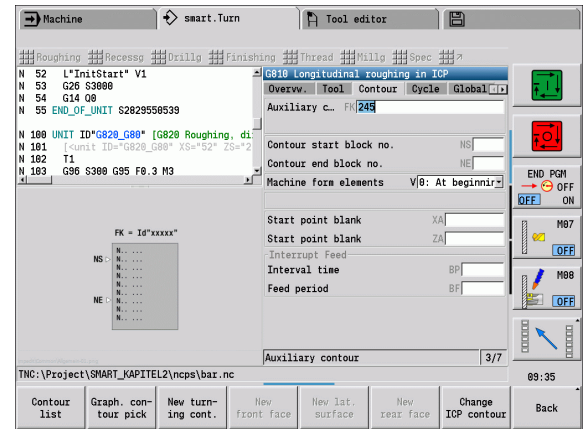 Machine
smart.Turn
Tool editor
Roughing Recessg Drillg Finishing Thread Millg Spec
N 52 L"InitStart" V1
N 53 G26 S3000
N 54 G14 Q0
N 55 END_OF_UNIT S2829550539
N 100 UNIT ID"G820_G80" [G820 Roughing, di
N 101 [<unit ID="G820_G80" XS="52" ZS="2
N 102 T1
N 103 G96 S300 G95 F0.3 M3
FK = Id"xxxxx"
NS
N.. ...
N.. ...
N.. ...
N.. ...
N.. ...
NE
N.. ...
N.. ...
N.. ...
G810 Longitudinal roughing in ICP
Overvw. Tool Contour Cycle Global
Auxiliary c... FK 245
Contour start block no. NS
Contour end block no. NE
Machine form elements V 0: At beginnin
Start point blank XA
Start point blank ZA
Interrupt Feed
Interval time BP
Feed period BF
Auxiliary contour 3/7
END PGM
OFF
OFF ON
M07
OFF
M08
OFF
TNC:\Project\SMART_KAPITEL2\ncps\bar.nc
09:35
Contour list
Graph. con-
tour pick
New turn-
ing cont.
New
front face
New lat.
surface
New
rear face
Change
ICP contour
Back